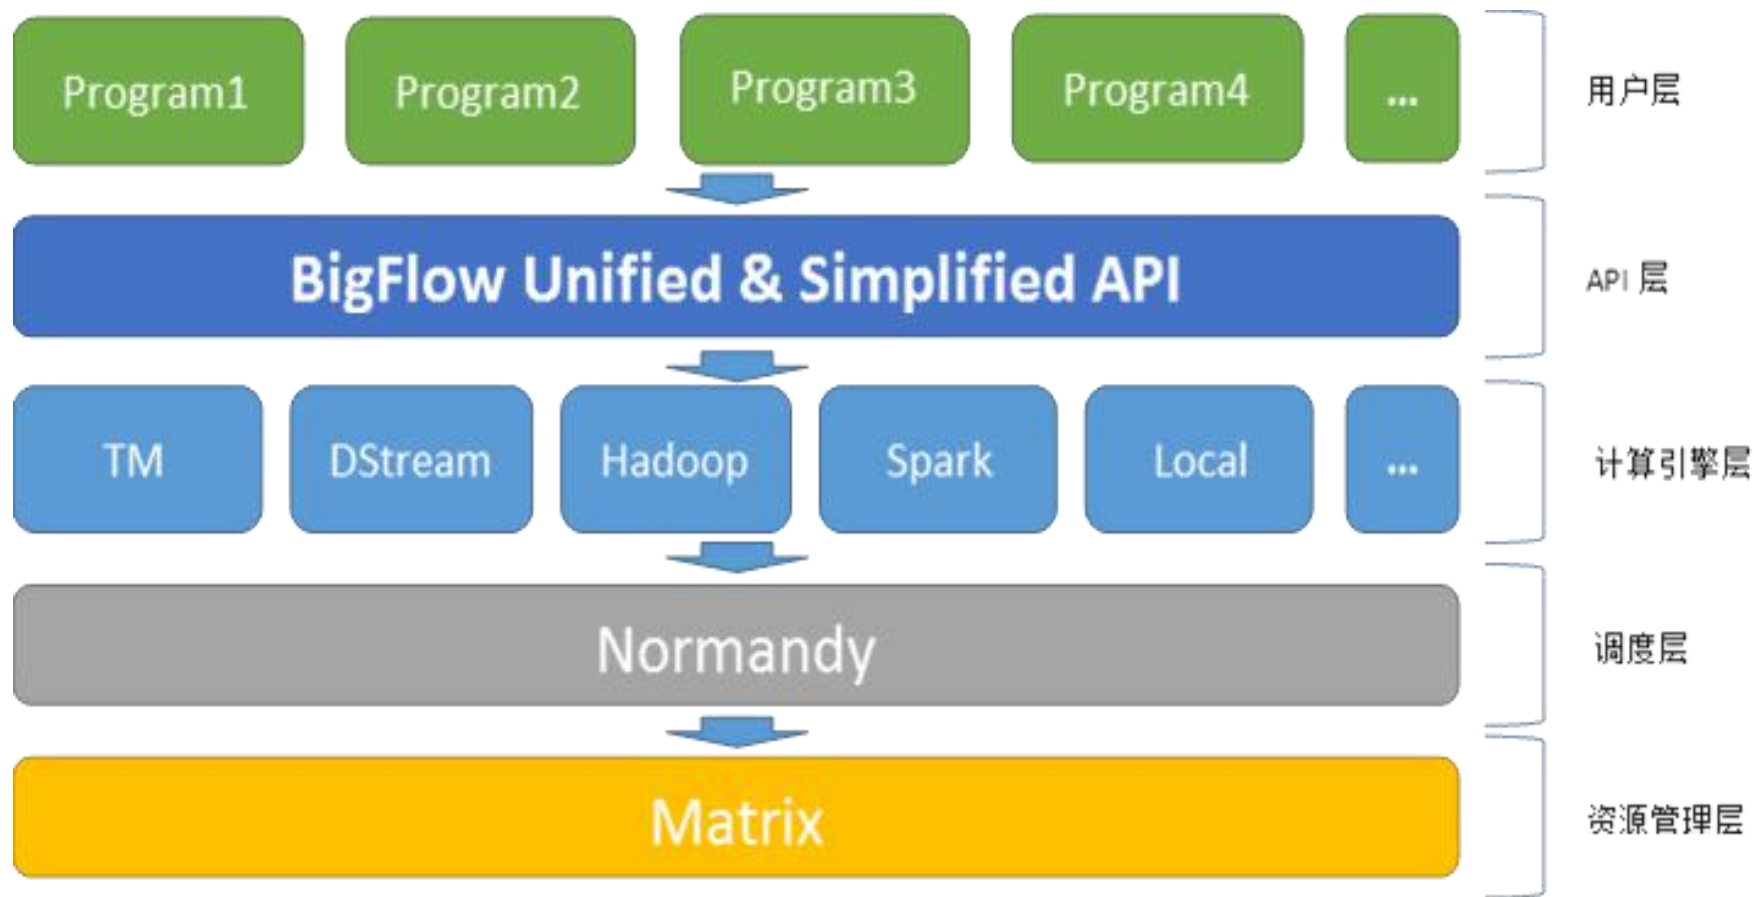 Program1 Program2 Program3 Program4 ... 用户层
BigFlow Unified & Simplified API API 层
TM DStream Hadoop Spark Local ... 计算引擎层
Normandy 调度层
Matrix 资源管理层